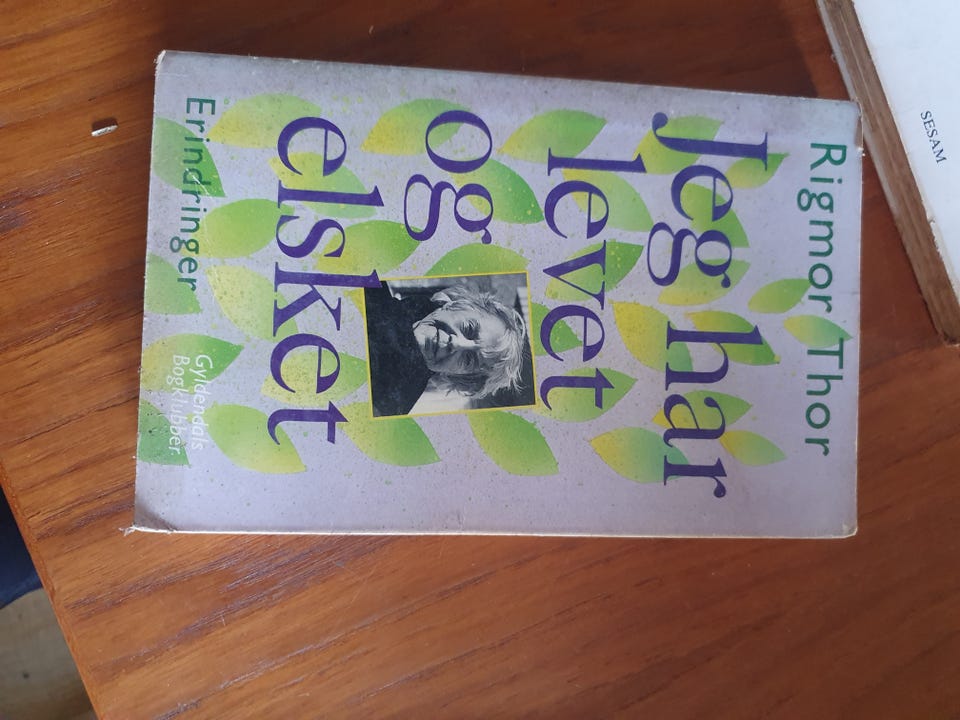 Rigmor Thor
Jeg har
levet
og
elsket
Erindringer
Gyldendals
Bogklubber
SESAM